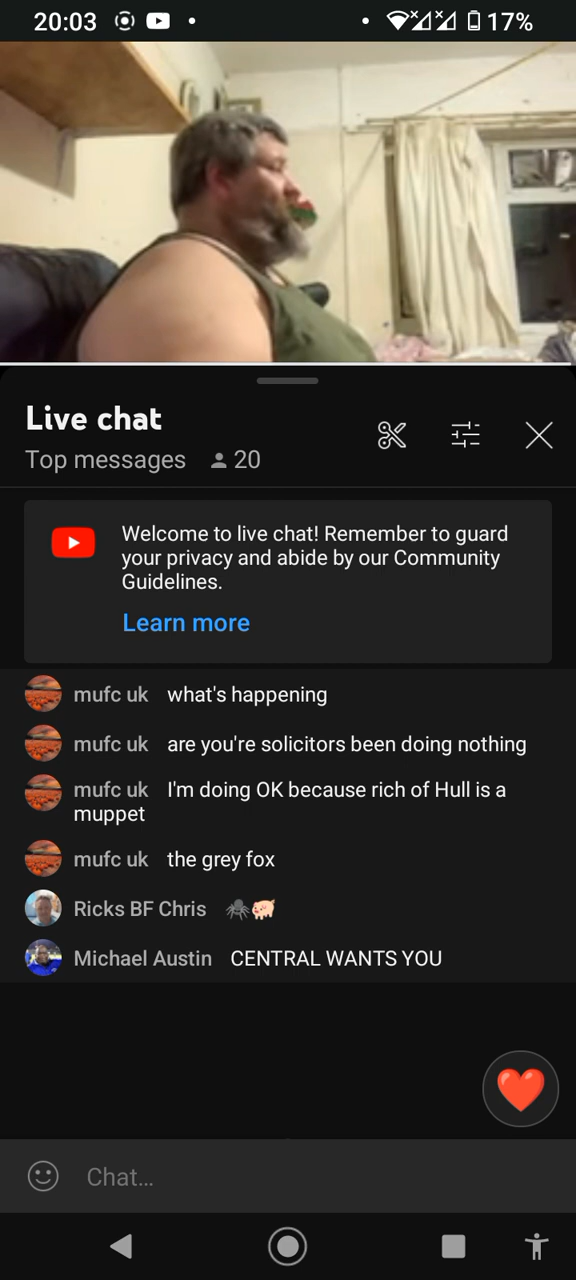 20:03
17%
Live chat
Top messages 20
Welcome to live chat! Remember to guard
your privacy and abide by our Community
Guidelines.
Learn more
mufc uk what's happening
mufc uk are you're solicitors been doing nothing
mufc uk I'm doing OK because rich of Hull is a
muppet
mufc uk the grey fox
Ricks BF Chris 🕷️🐖
Michael Austin CENTRAL WANTS YOU
Chat...